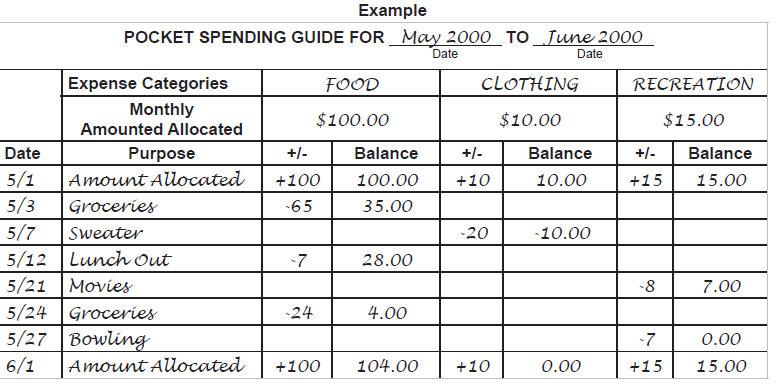 Example
POCKET SPENDING GUIDE FOR May 2000 TO June 2000
Date Date
Expense Categories FOOD CLOTHING RECREATION
Monthly
Amounted Allocated $100.00 $10.00 $15.00
Date Purpose +/- Balance +/- Balance +/- Balance
5/1 Amount Allocated +100 100.00 +10 10.00 +15 15.00
5/3 Groceries -65 35.00
5/7 Sweater -20 -10.00
5/12 Lunch Out -7 28.00
5/21 Movies -8 7.00
5/24 Groceries -24 4.00
5/27 Bowling -7 0.00
6/1 Amount Allocated +100 104.00 +10 0.00 +15 15.00